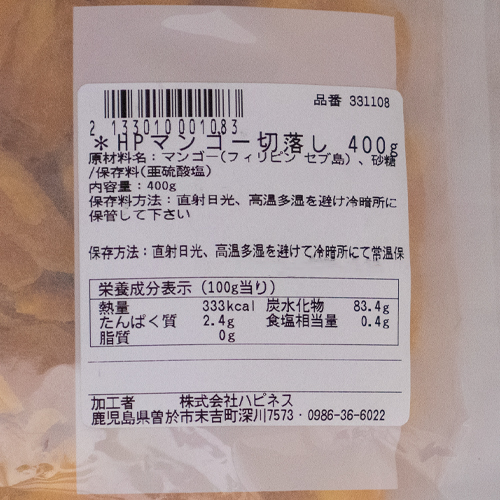 品番 331108
2 133010001083
＊HPマンゴー切落し 400g
原材料名：マンゴー(フィリピン セブ島)、砂糖
/保存料(亜硫酸塩)
内容量：400g
保存料方法：直射日光、高温多湿を避け冷暗所に
保管して下さい
保存方法：直射日光、高温多湿を避けて冷暗所にて常温保
栄養成分表示 (100g当り)
熱量 333kcal 炭水化物 83.4g
たんぱく質 2.4g 食塩相当量 0.4g
脂質 0g
加工者 株式会社ハピネス
鹿児島県曽於市末吉町深川7573・0986-36-6022